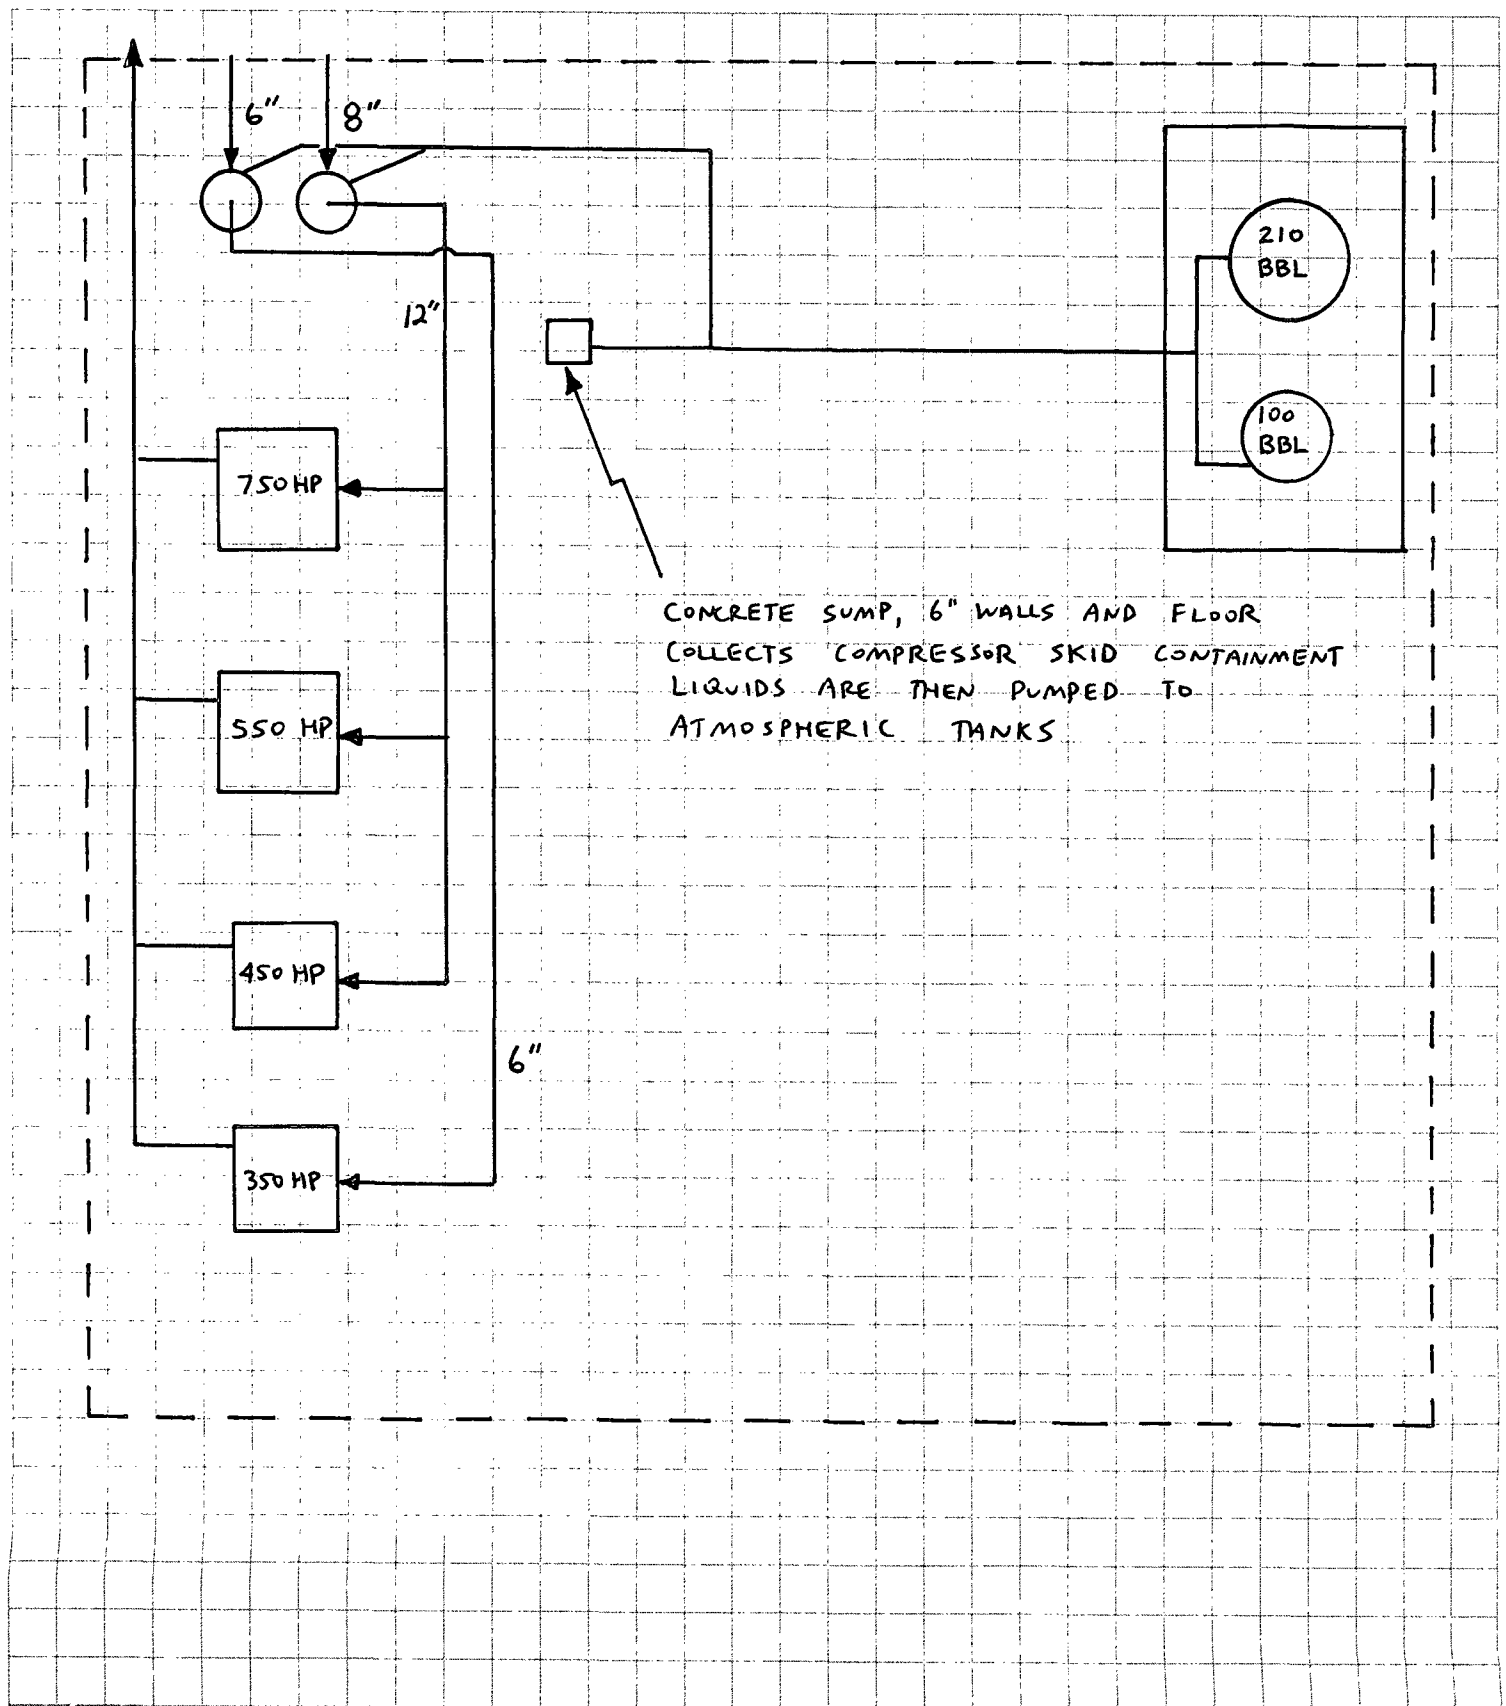 6"
8"
210
BBL
12"
100
BBL
750 HP
CONCRETE SUMP, 6" WALLS AND FLOOR
COLLECTS COMPRESSOR SKID CONTAINMENT
LIQUIDS ARE THEN PUMPED TO
ATMOSPHERIC TANKS
550 HP
450 HP
6"
350 HP